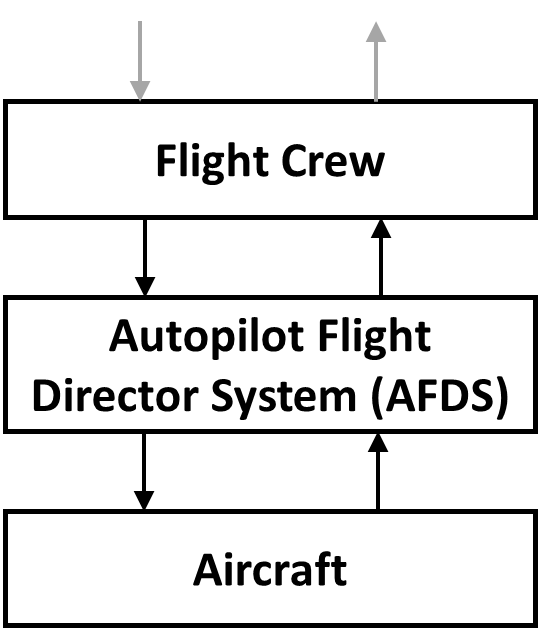 Flight Crew
Autopilot Flight
Director System (AFDS)
Aircraft